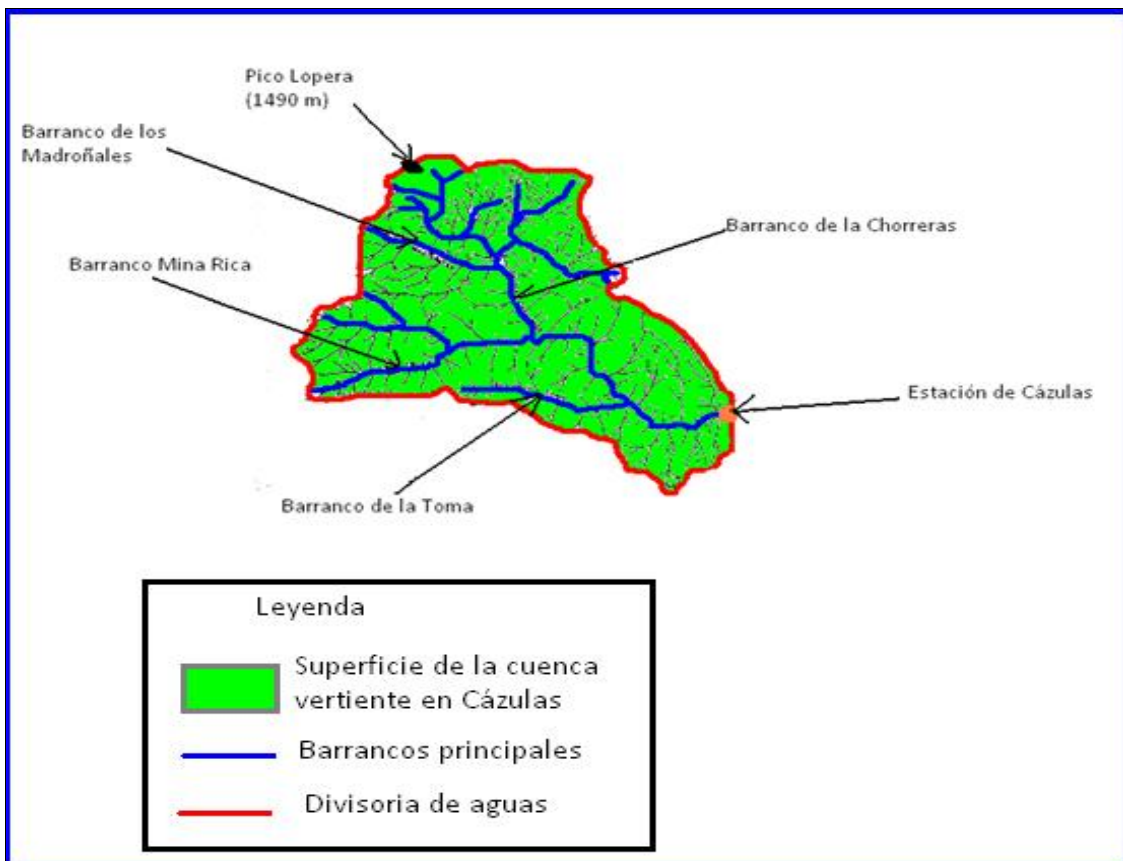 Pico Lopera
(1490 m)
Barranco de los
Madroñales
Barranco de la Chorreras
Barranco Mina Rica
Estación de Cázulas
Barranco de la Toma
Leyenda
Superficie de la cuenca
vertiente en Cázulas
Barrancos principales
Divisoria de aguas